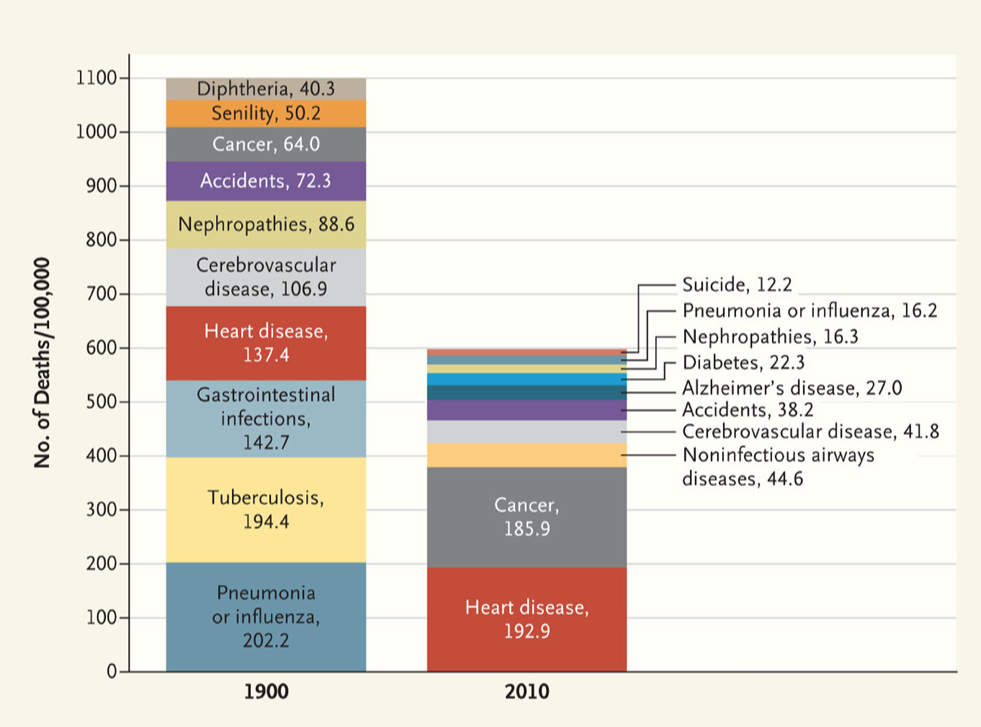 No. of Deaths/100,000
1100
1000
900
800
700
600
500
400
300
200
100
0
Diphtheria, 40.3
Senility, 50.2
Cancer, 64.0
Accidents, 72.3
Nephropathies, 88.6
Cerebrovascular
disease, 106.9
Heart disease,
137.4
Gastrointestinal
infections,
142.7
Tuberculosis,
194.4
Pneumonia
or influenza,
202.2
1900
Suicide, 12.2
Pneumonia or influenza, 16.2
Nephropathies, 16.3
Diabetes, 22.3
Alzheimer’s disease, 27.0
Accidents, 38.2
Cerebrovascular disease, 41.8
Noninfectious airways
diseases, 44.6
Cancer,
185.9
Heart disease,
192.9
2010